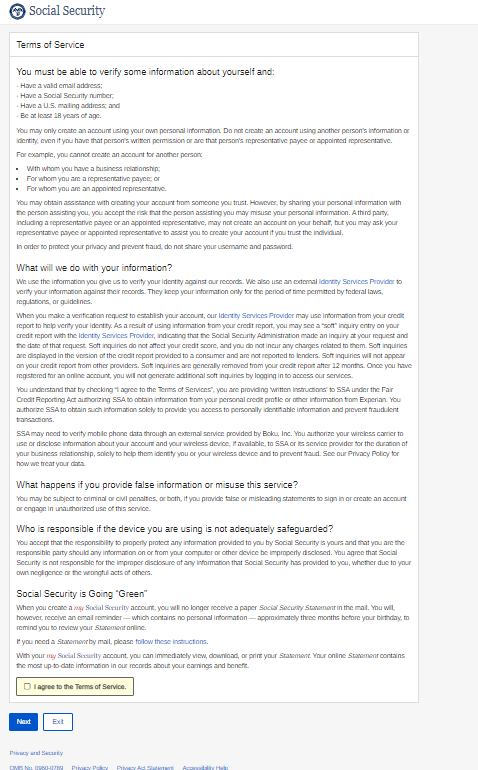 Social Security
Terms of Service
You must be able to verify some information about yourself and:
- Have a valid email address;
- Have a Social Security number;
- Have a U.S. mailing address; and
- Be at least 18 years of age.
You may only create an account using your own personal information. Do not create an account using another person's information or
identity, even if you have that person's written permission or are that person's representative payee or appointed representative.
For example, you cannot create an account for another person:
• With whom you have a business relationship;
• For whom you are a representative payee; or
• For whom you are an appointed representative.
You may obtain assistance with creating your account from someone you trust. However, by sharing your personal information with
the person assisting you, you accept the risk that the person assisting you may misuse your personal information. A third party,
including a representative payee or an appointed representative, may not create an account on your behalf, but you may ask your
representative payee or appointed representative to assist you to create your account if you trust the individual.
In order to protect your privacy and prevent fraud, do not share your username and password.
What will we do with your information?
We use the information you give us to verify your identity against our records. We also use an external Identity Services Provider to
verify your information against their records. They keep your information only for the period of time permitted by federal laws,
regulations, or guidelines.
When you make a verification request to establish your account, our Identity Services Provider may use information from your credit
report to help verify your identity. As a result of using information from your credit report, you may see a "soft" inquiry entry on your
credit report with the Identity Services Provider, indicating that the Social Security Administration made an inquiry at your request and
the date of that request. Soft inquiries do not affect your credit score, and you do not incur any charges related to them. Soft inquiries
are displayed in the version of the credit report provided to a consumer and are not reported to lenders. Soft inquiries will not appear
on your credit report from other providers. Soft inquiries are generally removed from your credit report after 12 months. Once you have
registered for an online account, you will not generate additional soft inquiries by logging in to access our services.
You understand that by checking "I agree to the Terms of Services", you are providing 'written instructions' to SSA under the Fair
Credit Reporting Act authorizing SSA to obtain information from your personal credit profile or other information from Experian. You
authorize SSA to obtain such information solely to provide you access to personally identifiable information and prevent fraudulent
transactions.
SSA may need to verify mobile phone data through an external service provided by Boku, Inc. You authorize your wireless carrier to
use or disclose information about your account and your wireless device, if available, to SSA or its service provider for the duration of
your business relationship, solely to help them identify you or your wireless device and to prevent fraud. See our Privacy Policy for
how we treat your data.
What happens if you provide false information or misuse this service?
You may be subject to criminal or civil penalties, or both, if you provide false or misleading statements to sign in or create an account
or engage in unauthorized use of this service.
Who is responsible if the device you are using is not adequately safeguarded?
You accept that the responsibility to properly protect any information provided to you by Social Security is yours and that you are the
responsible party should any information on or from your computer or other device be improperly disclosed. You agree that Social
Security is not responsible for the improper disclosure of any information that Social Security has provided to you, whether due to your
own negligence or the wrongful acts of others.
Social Security is Going "Green"
When you create a my Social Security account, you will no longer receive a paper Social Security Statement in the mail. You will,
however, receive an email reminder — which contains no personal information — approximately three months before your birthday, to
remind you to review your Statement online.
If you need a Statement by mail, please follow these instructions.
With your my Social Security account, you can immediately view, download, or print your Statement. Your online Statement contains
the most up-to-date information in our records about your earnings and benefit.
I agree to the Terms of Service.
Next Exit
Privacy and Security
OMB No. 0960-0789 Privacy Policy Privacy Act Statement Accessibility Help